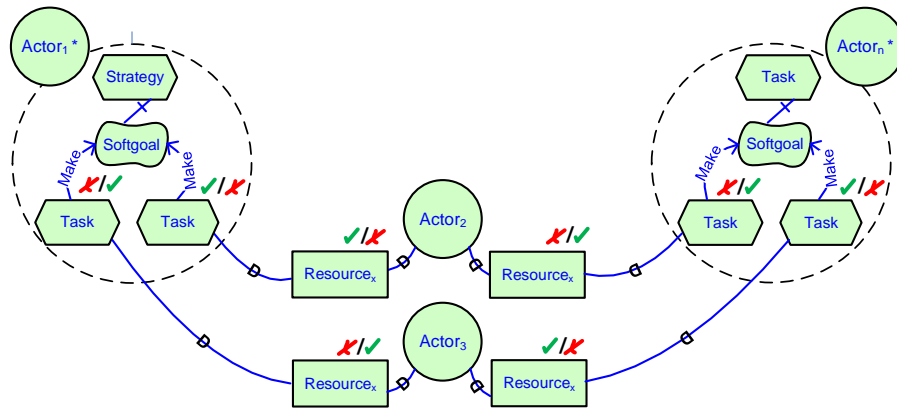 Actor₁ *
Actorₙ *
Strategy
Task
Softgoal
Softgoal
Make
Make
Make
Make
✗/✓
✓/✗
✗/✓
✓/✗
Task
Task
Task
Task
Actor₂
✓/✗
✗/✓
Resourceₓ
Resourceₓ
Actor₃
✗/✓
✓/✗
Resourceₓ
Resourceₓ